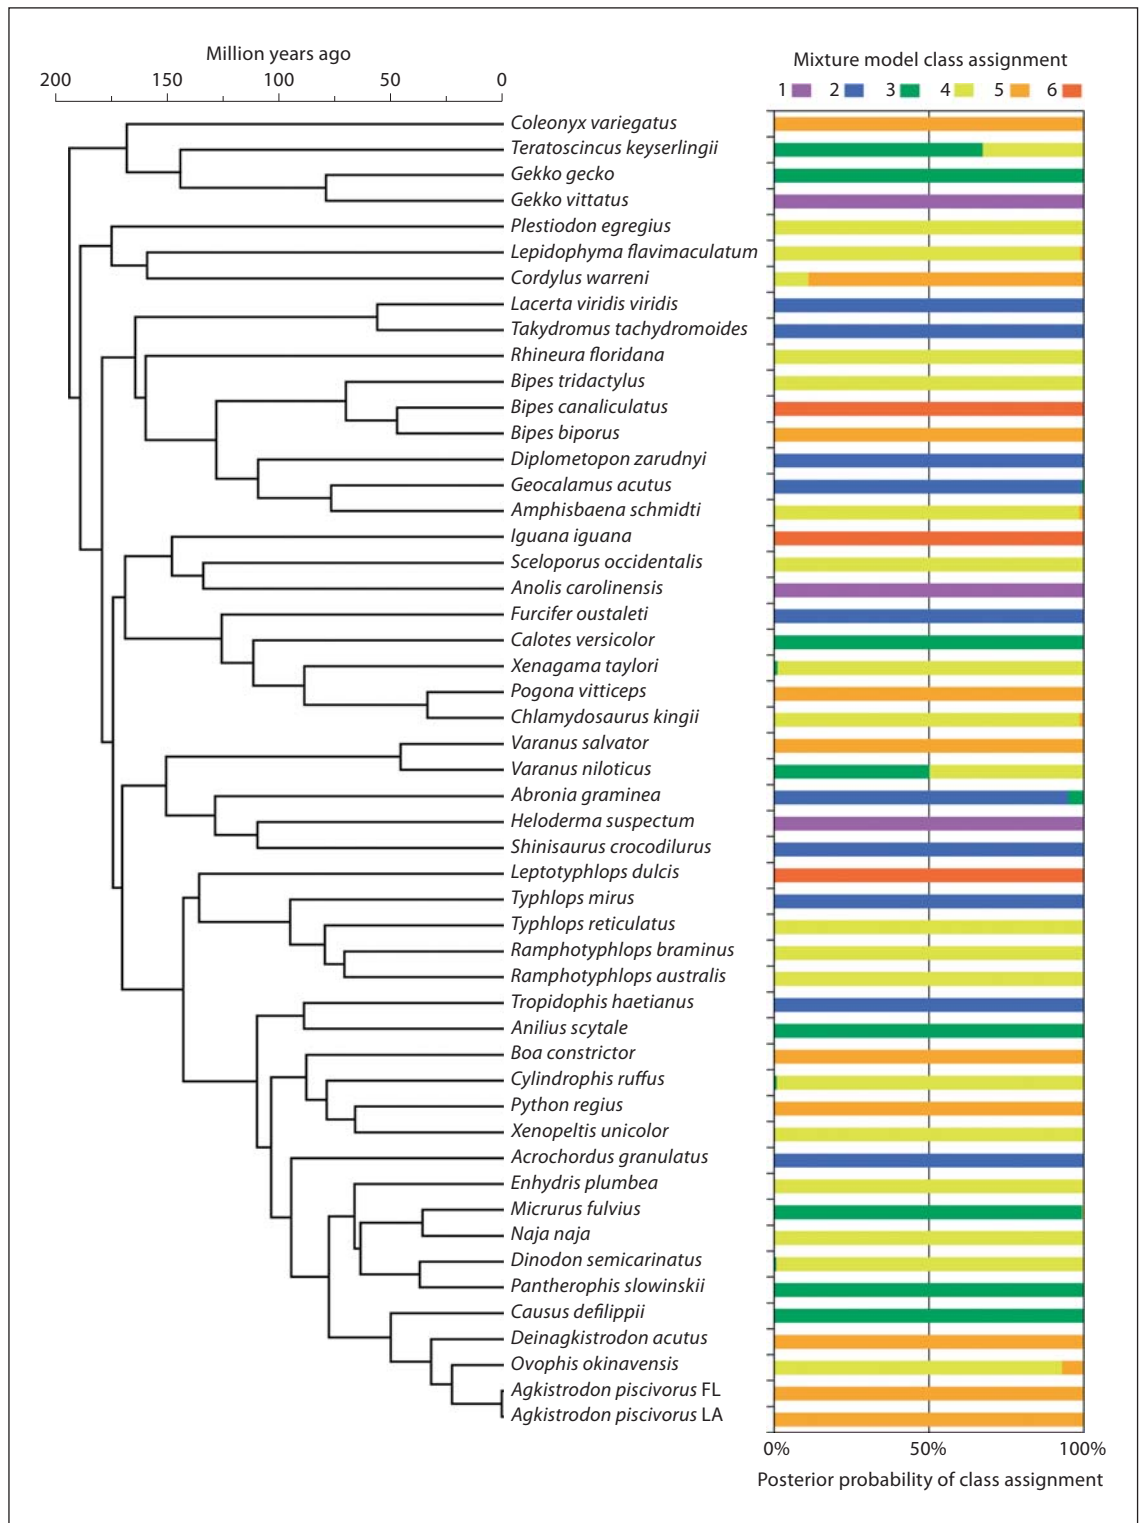 Million years ago
200 150 100 50 0
Mixture model class assignment
1 2 3 4 5 6
Coleonyx variegatus
Teratoscincus keyserlingii
Gekko gecko
Gekko vittatus
Plestiodon egregius
Lepidophyma flavimaculatum
Cordylus warreni
Lacerta viridis viridis
Takydromus tachydromoides
Rhineura floridana
Bipes tridactylus
Bipes canaliculatus
Bipes biporus
Diplometopon zarudnyi
Geocalamus acutus
Amphisbaena schmidti
Iguana iguana
Sceloporus occidentalis
Anolis carolinensis
Furcifer oustaleti
Calotes versicolor
Xenagama taylori
Pogona vitticeps
Chlamydosaurus kingii
Varanus salvator
Varanus niloticus
Abronia graminea
Heloderma suspectum
Shinisaurus crocodilurus
Leptotyphlops dulcis
Typhlops mirus
Typhlops reticulatus
Ramphotyphlops braminus
Ramphotyphlops australis
Tropidophis haetianus
Anilius scytale
Boa constrictor
Cylindrophis ruffus
Python regius
Xenopeltis unicolor
Acrochordus granulatus
Enhydris plumbea
Micrurus fulvius
Naja naja
Dinodon semicarinatus
Pantherophis slowinskii
Causus defilippii
Deinagkistrodon acutus
Ovophis okinavensis
Agkistrodon piscivorus FL
Agkistrodon piscivorus LA
0% 50% 100%
Posterior probability of class assignment